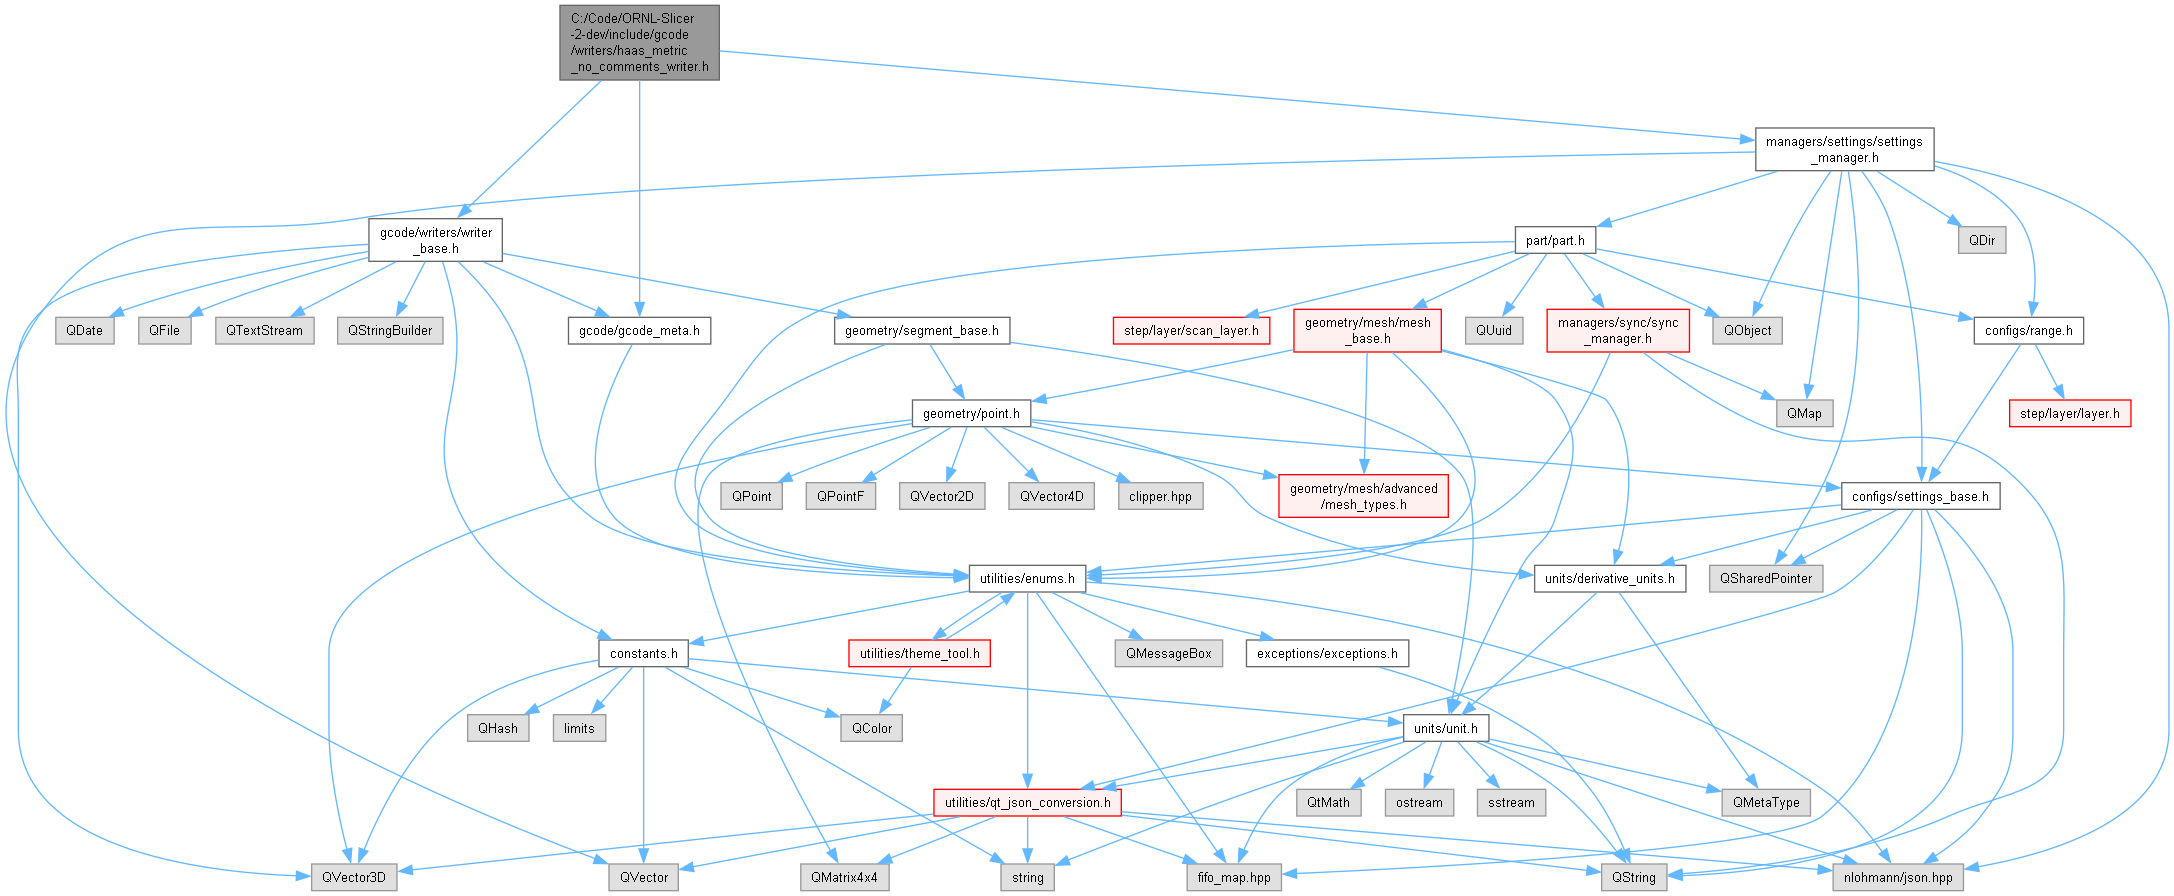 C:/Code/ORNL-Slicer
-2-dev/include/gcode
/writers/haas_metric
_no_comments_writer.h
managers/settings/settings
_manager.h
gcode/writers/writer
_base.h
part/part.h
QDir
QDate
QFile
QTextStream
QStringBuilder
gcode/gcode_meta.h
geometry/segment_base.h
step/layer/scan_layer.h
geometry/mesh/mesh
_base.h
QUuid
managers/sync/sync
_manager.h
QObject
configs/range.h
geometry/point.h
QMap
step/layer/layer.h
QPoint
QPointF
QVector2D
QVector4D
clipper.hpp
geometry/mesh/advanced
/mesh_types.h
configs/settings_base.h
utilities/enums.h
units/derivative_units.h
QSharedPointer
constants.h
utilities/theme_tool.h
QMessageBox
exceptions/exceptions.h
QHash
limits
QColor
units/unit.h
utilities/qt_json_conversion.h
QtMath
ostream
sstream
QMetaType
QVector3D
QVector
QMatrix4x4
string
fifo_map.hpp
QString
nlohmann/json.hpp